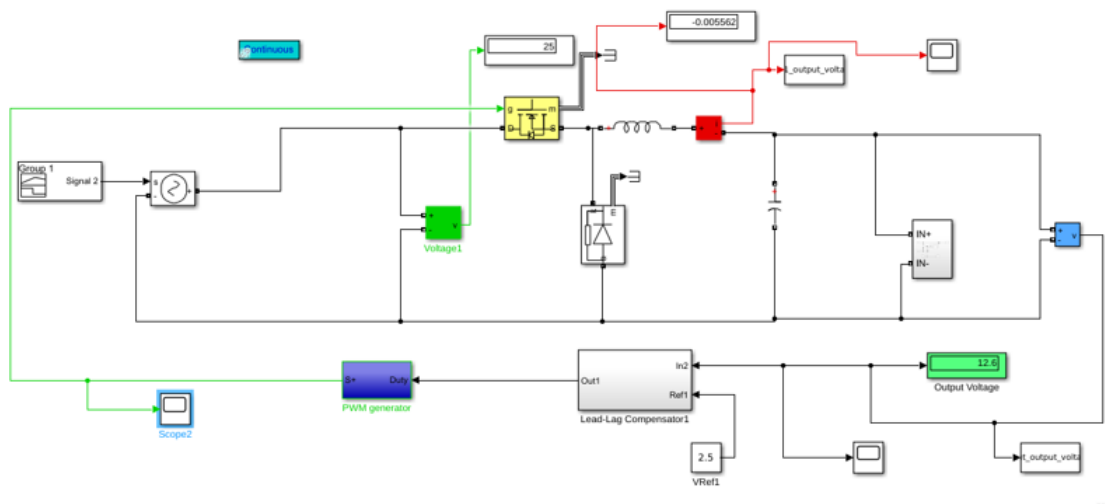 -0.005562
Continuous
25
1_output_volta
g
m
D
S
Group 1
Signal 2
s
-
+
+
-
v
Voltage1
E
+
+
IN+
IN-
+
-
v
S+
Duty
PWM generator
Out1
In2
Ref1
Lead-Lag Compensator1
12.6
Output Voltage
Scope2
2.5
VRef1
t_output_volta